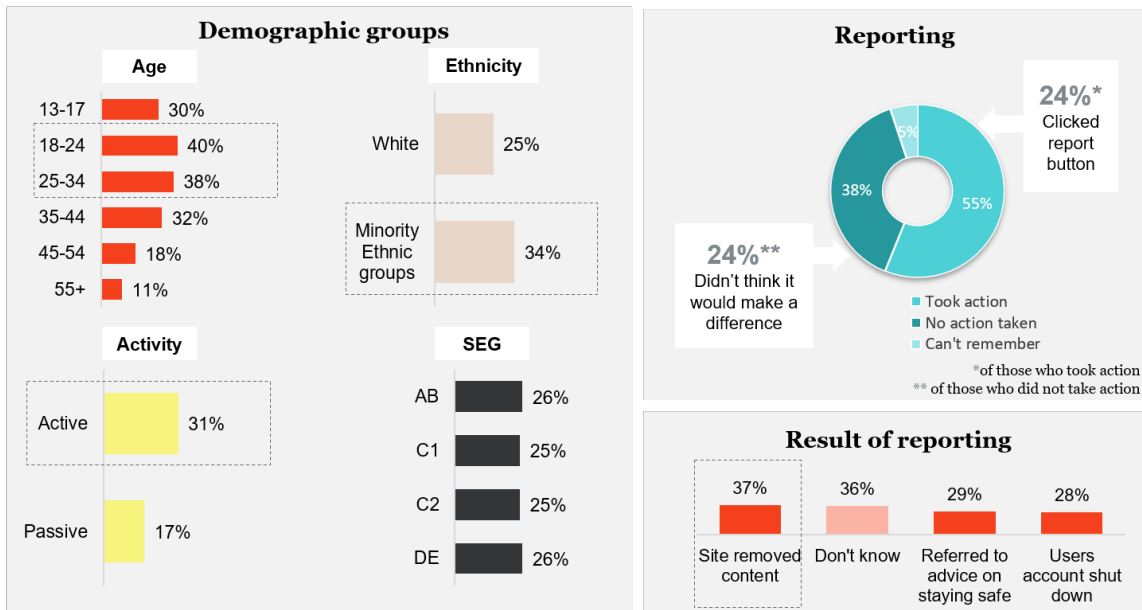 Demographic groups
Age
13-17 30%
18-24 40%
25-34 38%
35-44 32%
45-54 18%
55+ 11%
Ethnicity
White 25%
Minority
Ethnic
groups
34%
Activity
Active 31%
Passive 17%
SEG
AB 26%
C1 25%
C2 25%
DE 26%
Reporting
24%*
Clicked
report
button
5%
38%
55%
24%**
Didn't think it
would make a
difference
Took action
No action taken
Can't remember
*of those who took action
** of those who did not take action
Result of reporting
37% 36% 29% 28%
Site removed
content
Don't know
Referred to
advice on
staying safe
Users
account shut
down